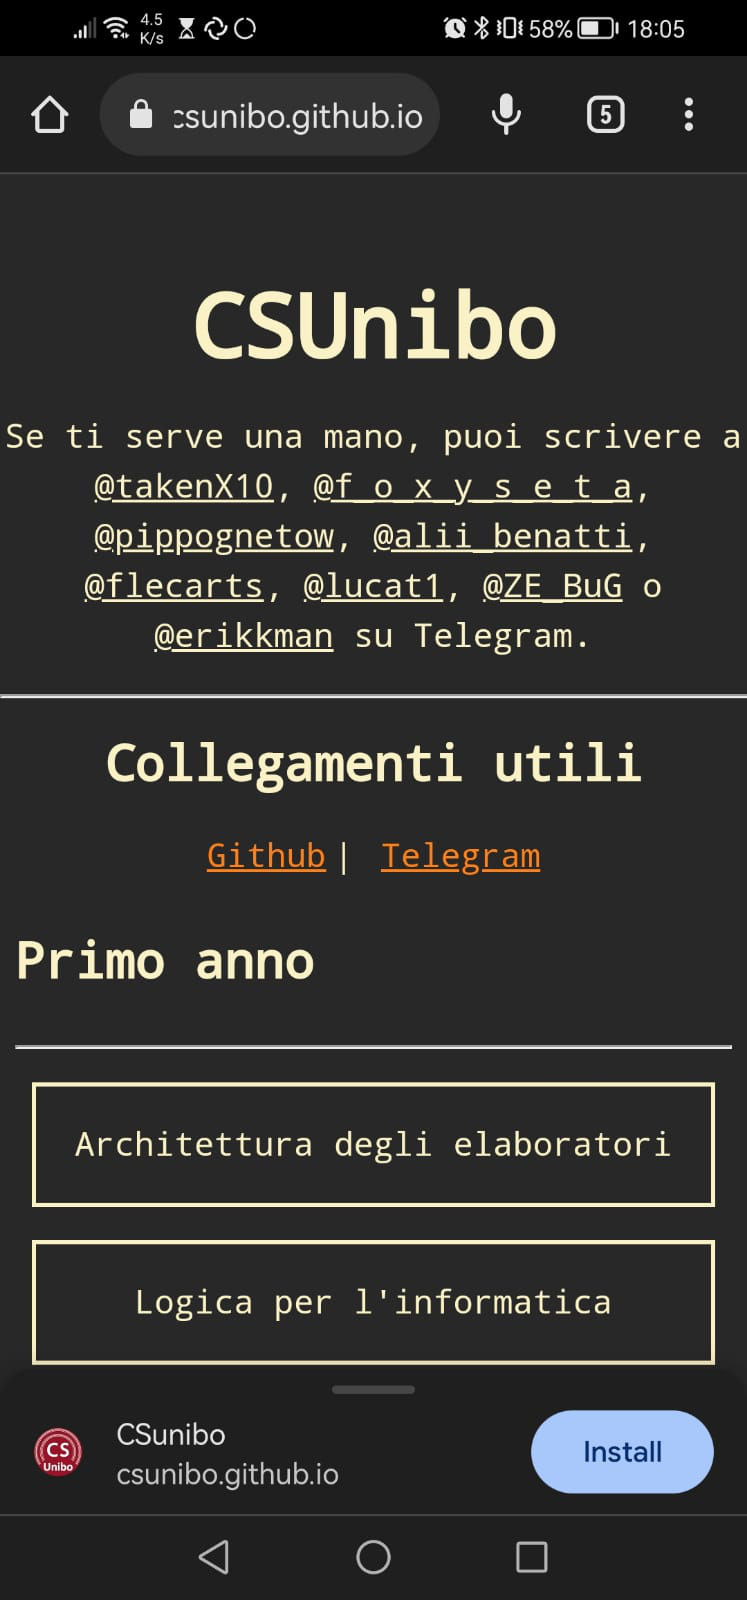 4.5
K/s
58%
18:05
csunibo.github.io
5
CSUnibo
Se ti serve una mano, puoi scrivere a
@takenX10, @f_o_x_y_s_e_t_a,
@pippognetow, @alii_benatti,
@flecarts, @lucat1, @ZE_BuG o
@erikkman su Telegram.
Collegamenti utili
Github | Telegram
Primo anno
Architettura degli elaboratori
Logica per l'informatica
CS
Unibo
CSunibo
csunibo.github.io
Install